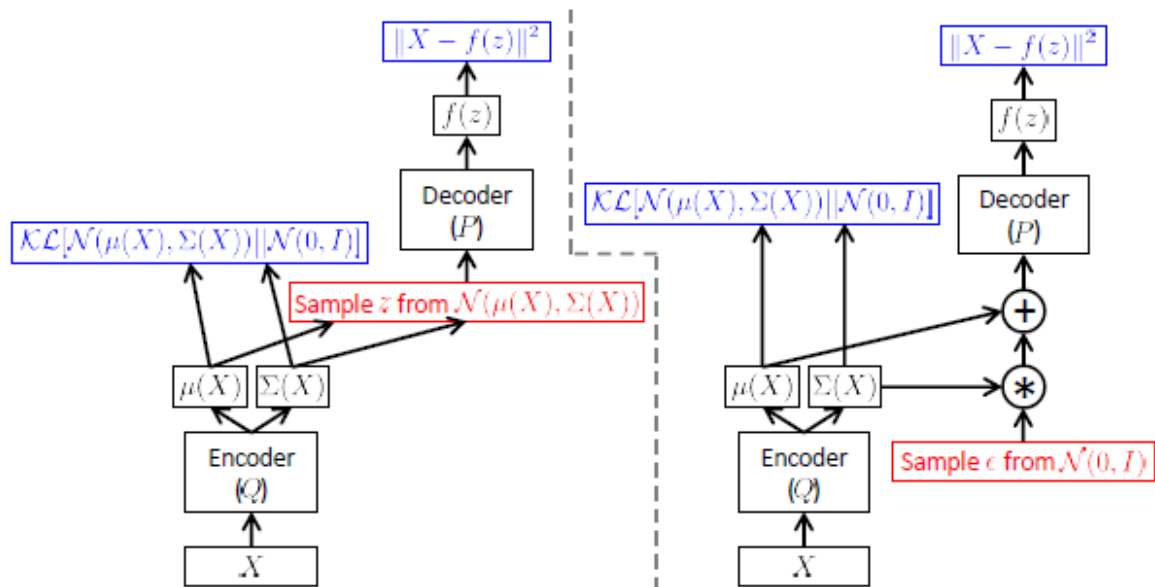 ‖X − f(z)‖²
f(z)
Decoder
(P)
𝒦ℒ[𝒩(μ(X), Σ(X))||𝒩(0, I)]
Sample z from 𝒩(μ(X), Σ(X))
μ(X)
Σ(X)
Encoder
(Q)
X
‖X − f(z)‖²
f(z)
Decoder
(P)
𝒦ℒ[𝒩(μ(X), Σ(X))||𝒩(0, I)]
+
μ(X)
Σ(X)
*
Encoder
(Q)
Sample ϵ from 𝒩(0, I)
X